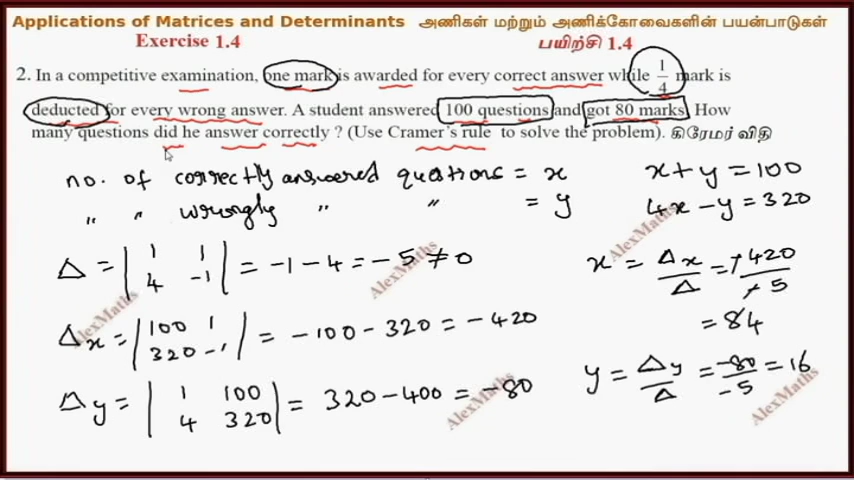 Applications of Matrices and Determinants அணிகள் மற்றும் அணிக்கோவைகளின் பயன்பாடுகள்
Exercise 1.4 பயிற்சி 1.4
2. In a competitive examination, one mark is awarded for every correct answer while 1/4 mark is
deducted for every wrong answer. A student answered 100 questions and got 80 marks. How
many questions did he answer correctly ? (Use Cramer's rule to solve the problem). கிரேமர் விதி
no. of correctly answered questions = x
" " wrongly " " = y
x + y = 100
4x - y = 320
Δ = | 1 1 |
| 4 -1 | = -1 - 4 = -5 ≠ 0
Δx = | 100 1 |
| 320 -1 | = -100 - 320 = -420
Δy = | 1 100 |
| 4 320 | = 320 - 400 = -80
x = Δx/Δ = -420/-5
= 84
y = Δy/Δ = -80/-5 = 16
AlexMaths
AlexMaths
AlexMaths
AlexMaths
AlexMaths